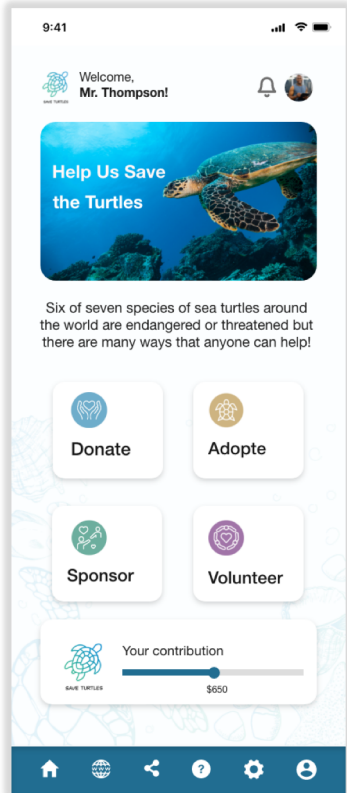 9:41
Welcome,
Mr. Thompson!
SAVE TURTLES
Help Us Save
the Turtles
Six of seven species of sea turtles around
the world are endangered or threatened but
there are many ways that anyone can help!
Donate
Adopte
Sponsor
Volunteer
Your contribution
SAVE TURTLES
$650
www
?